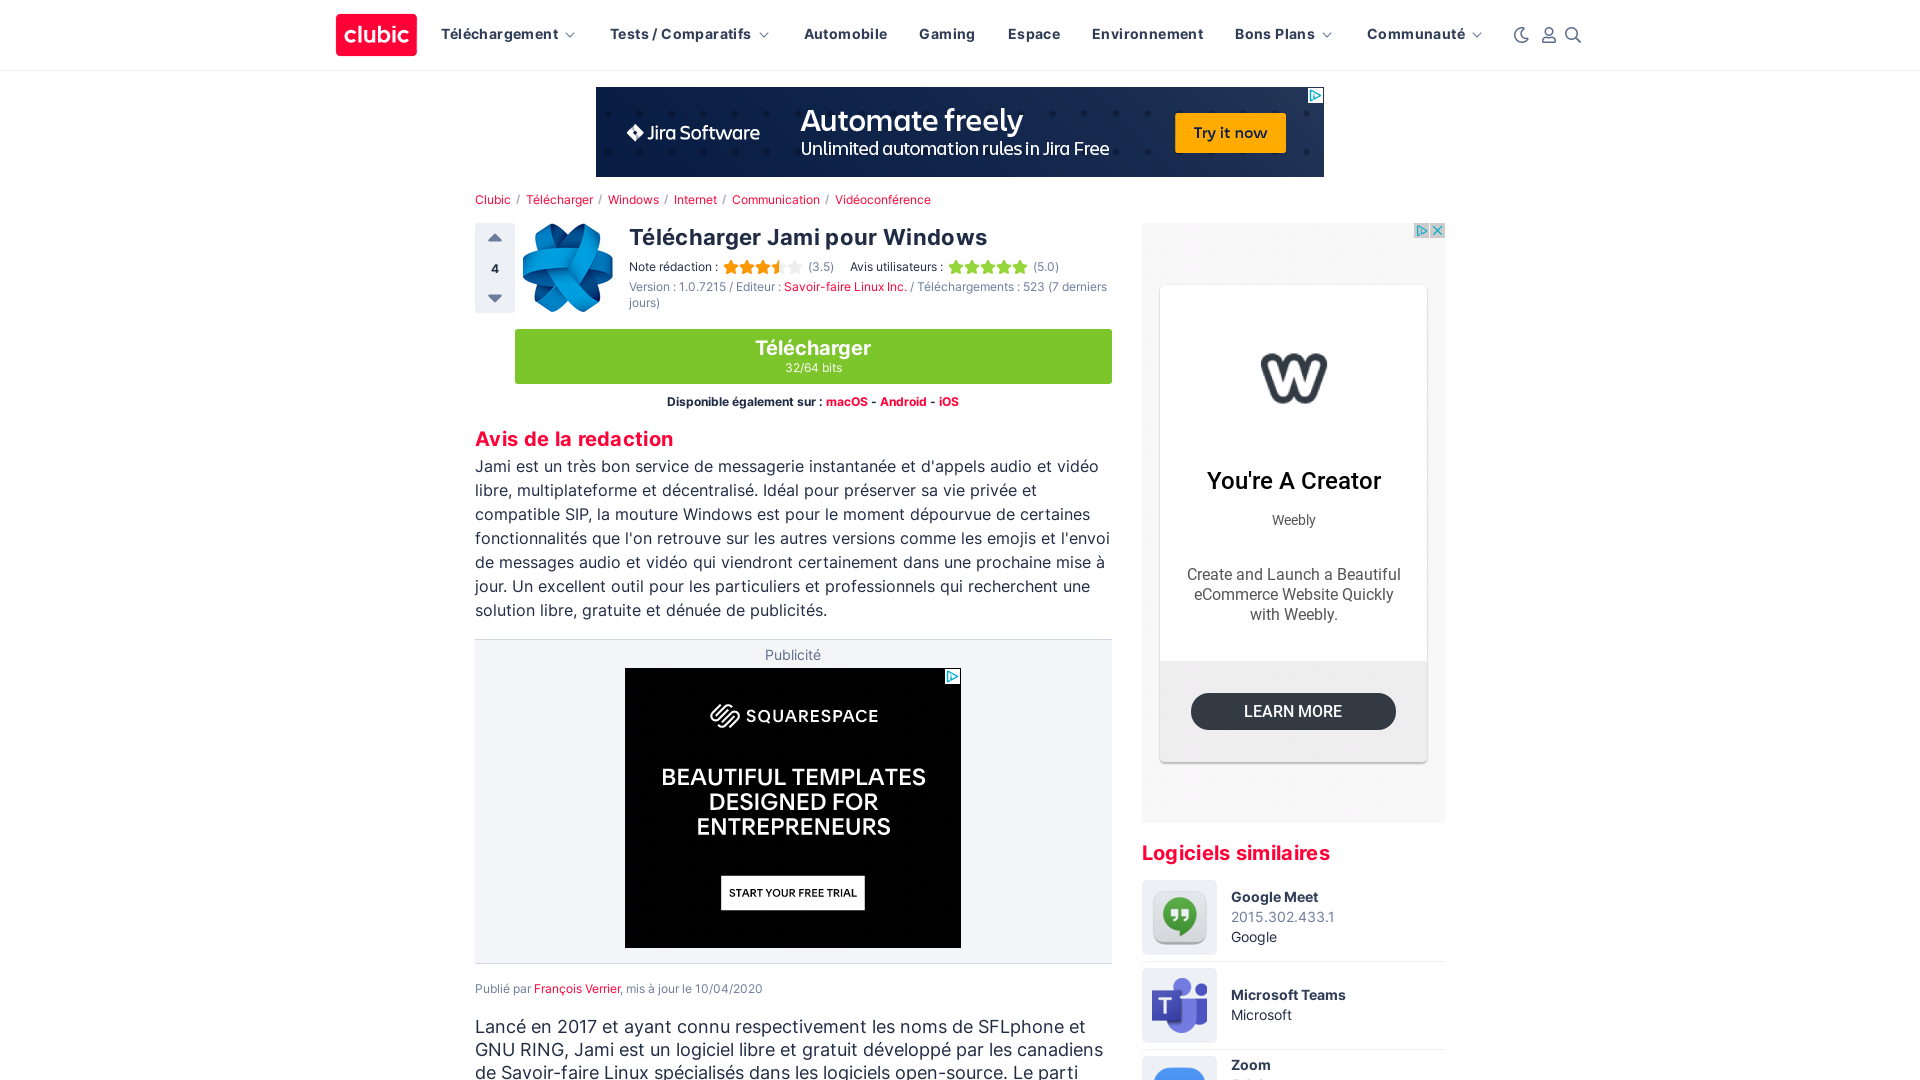 clubic
Téléchargement
Tests / Comparatifs
Automobile
Gaming
Espace
Environnement
Bons Plans
Communauté
Jira Software
Automate freely
Unlimited automation rules in Jira Free
Try it now
Clubic / Télécharger / Windows / Internet / Communication / Vidéoconférence
4
Télécharger Jami pour Windows
Note rédaction : (3.5) Avis utilisateurs : (5.0)
Version : 1.0.7215 / Editeur : Savoir-faire Linux Inc. / Téléchargements : 523 (7 derniers
jours)
Télécharger
32/64 bits
Disponible également sur : macOS - Android - iOS
Avis de la redaction
Jami est un très bon service de messagerie instantanée et d'appels audio et vidéo
libre, multiplateforme et décentralisé. Idéal pour préserver sa vie privée et
compatible SIP, la mouture Windows est pour le moment dépourvue de certaines
fonctionnalités que l'on retrouve sur les autres versions comme les emojis et l'envoi
de messages audio et vidéo qui viendront certainement dans une prochaine mise à
jour. Un excellent outil pour les particuliers et professionnels qui recherchent une
solution libre, gratuite et dénuée de publicités.
Publicité
SQUARESPACE
BEAUTIFUL TEMPLATES
DESIGNED FOR
ENTREPRENEURS
START YOUR FREE TRIAL
Publié par François Verrier, mis à jour le 10/04/2020
Lancé en 2017 et ayant connu respectivement les noms de SFLphone et
GNU RING, Jami est un logiciel libre et gratuit développé par les canadiens
de Savoir-faire Linux spécialisés dans les logiciels open-source. Le parti
W
You're A Creator
Weebly
Create and Launch a Beautiful
eCommerce Website Quickly
with Weebly.
LEARN MORE
Logiciels similaires
Google Meet
2015.302.433.1
Google
T
Microsoft Teams
Microsoft
Zoom